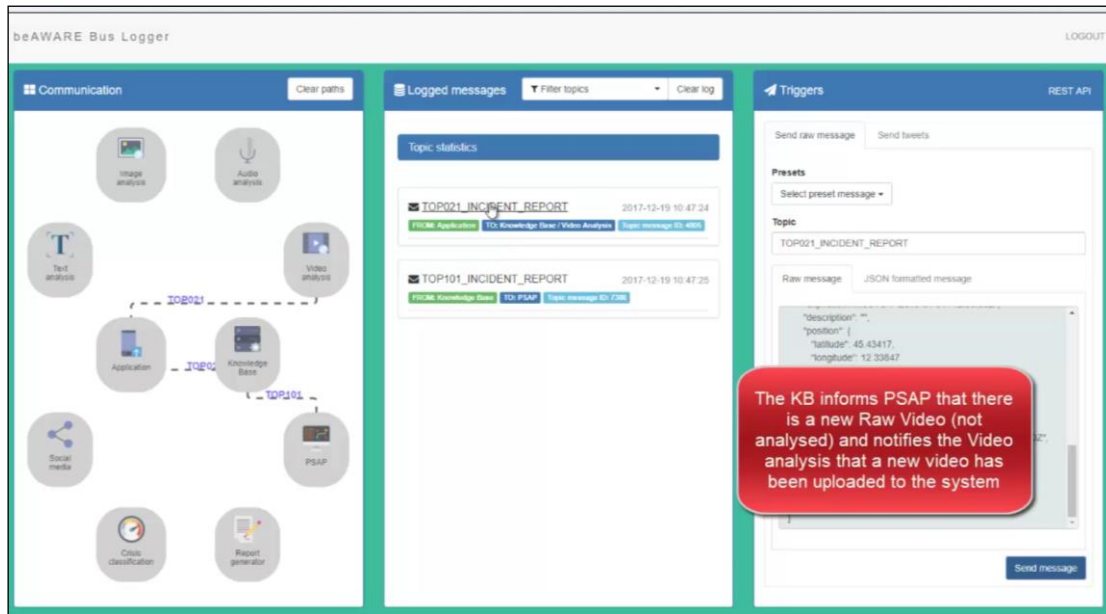 beAWARE Bus Logger
LOGOUT
Communication
Clear paths
Image
analysis
Audio
analysis
Text
analysis
Video
analysis
TOP021
Application
Knowledge
Base
TOP101
Social
media
PSAP
Crisis
classification
Report
generator
Logged messages
Filter topics
Clear log
Topic statistics
TOP021_INCIDENT_REPORT
2017-12-19 10:47:24
FROM: Application
TO: Knowledge Base / Video Analysis
Topic message ID: 4005
TOP101_INCIDENT_REPORT
2017-12-19 10:47:25
FROM: Knowledge Base
TO: PSAP
Topic message ID: 7386
Triggers
REST API
Send raw message
Send tweets
Presets
Select preset message
Topic
TOP021_INCIDENT_REPORT
Raw message
JSON formatted message
"description": "",
"position": {
"latitude": 45.43417,
"longitude": 12.33847
The KB informs PSAP that there
is a new Raw Video (not
analysed) and notifies the Video
analysis that a new video has
been uploaded to the system
Send message